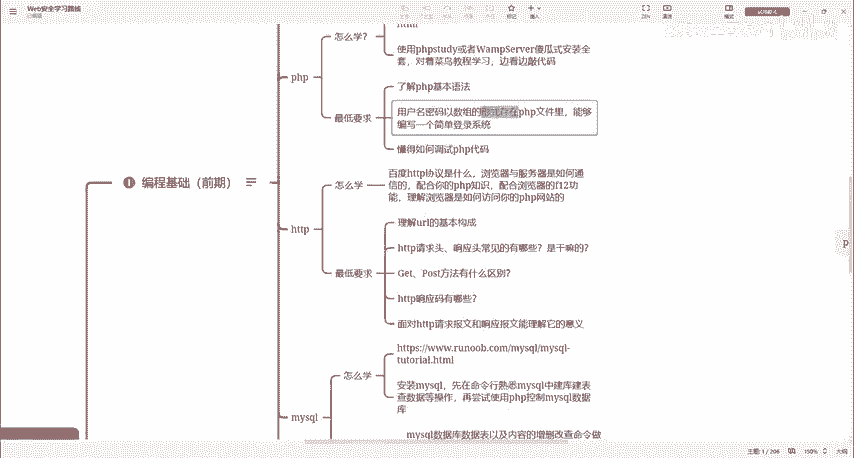 Web安全学习路线
html
使用phpstudy或者WampServer傻瓜式安装全
套，对着菜鸟教程学习，边看边敲代码
怎么学？
php
了解php基本语法
用户名密码以数组的形式存在php文件里，能够
编写一个简单登录系统
最低要求
懂得如何调试php代码
1 编程基础（前期）
百度http协议是什么，浏览器与服务器是如何通
信的，配合你的php知识，配合浏览器的f12功
能，理解浏览器是如何访问你的php网站的
怎么学
http
理解url的基本构成
http请求头、响应头常见的有哪些？是干嘛的？
最低要求
Get、Post方法有什么区别？
http响应码有哪些？
面对http请求报文和响应报文能理解它的意义
https://www.runoob.com/mysql/mysql-
tutorial.html
怎么学
安装mysql，先在命令行熟悉mysql中建库建表
查数据等操作，再尝试使用php控制mysql数据
库
mysql
mysql数据库数据表以及内容的增删改查命令做
p
主题: 1 / 206
150%
大纲